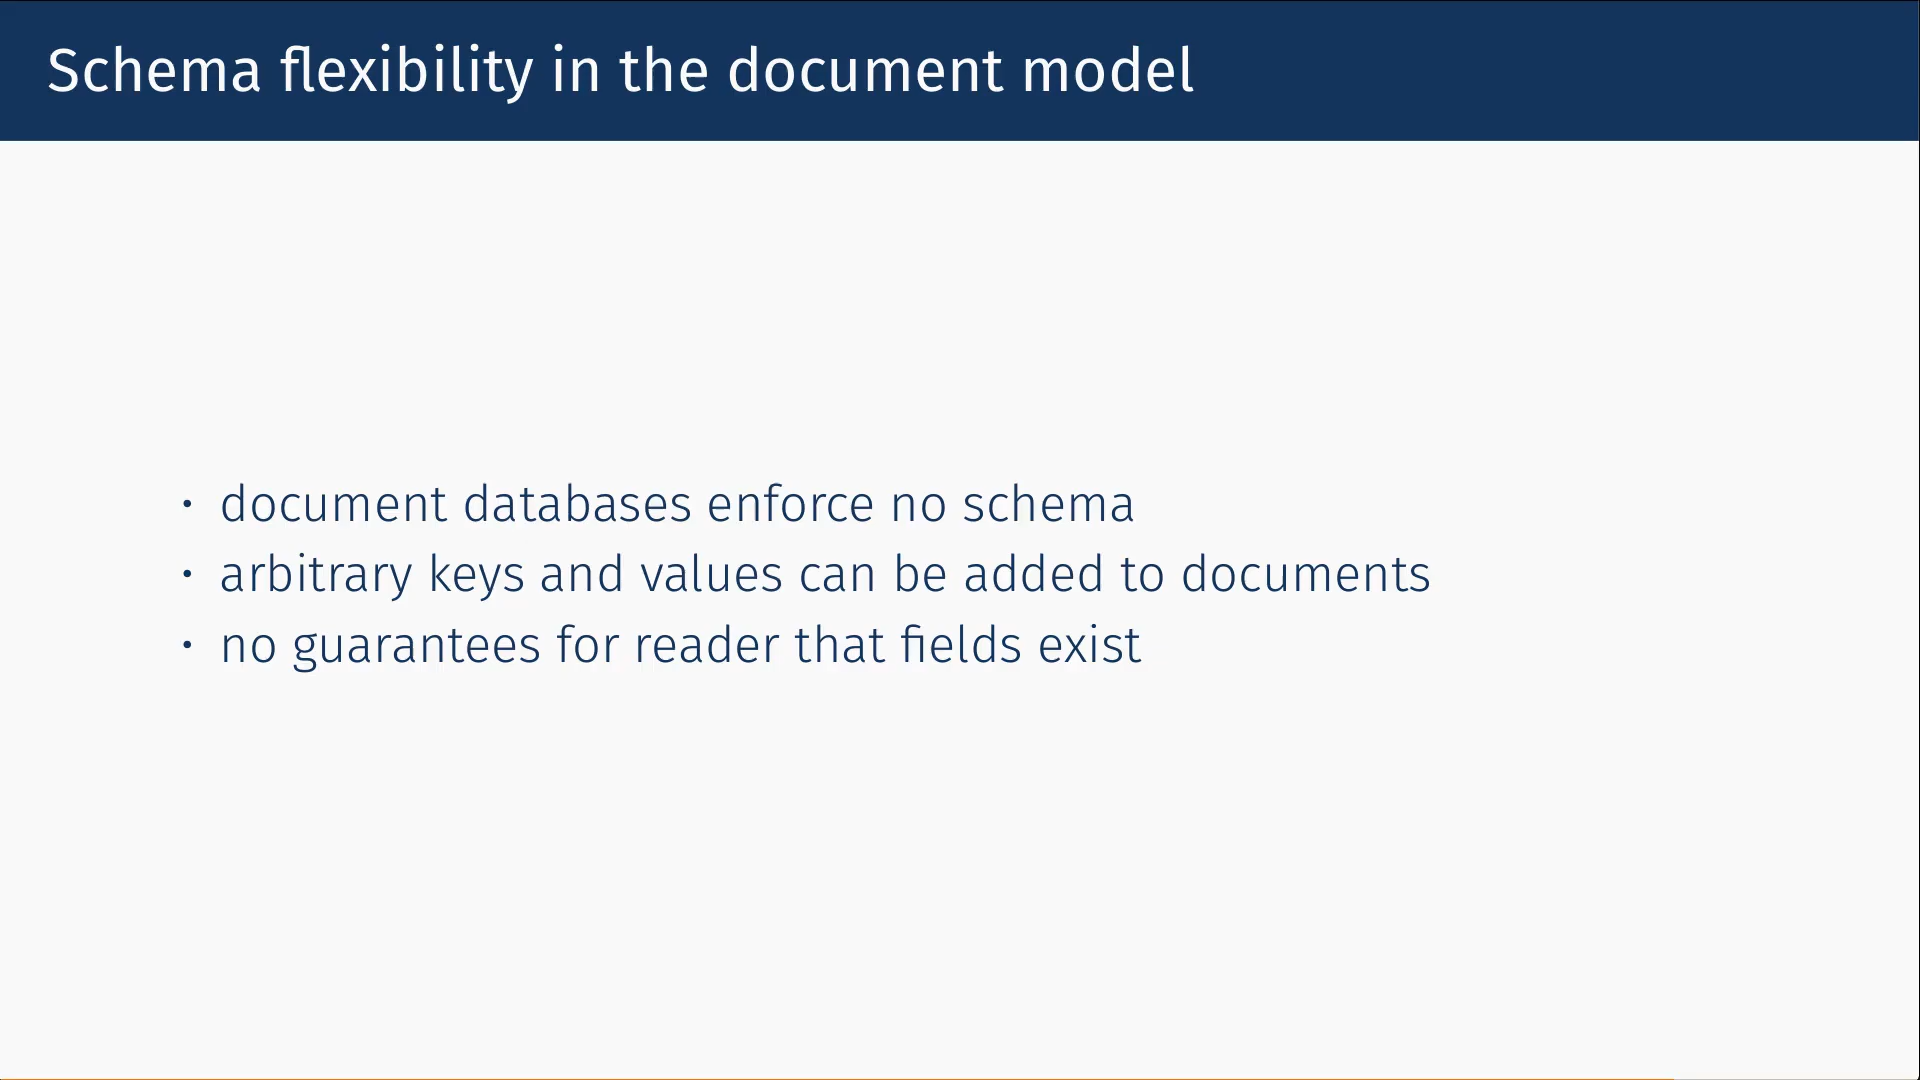 Schema flexibility in the document model
• document databases enforce no schema
• arbitrary keys and values can be added to documents
• no guarantees for reader that fields exist